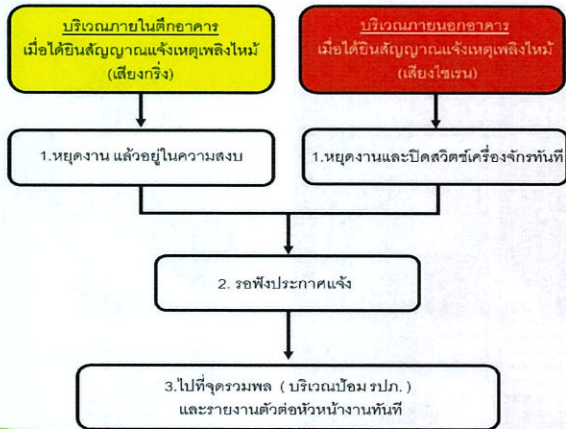 บริเวณภายในตึกอาคาร
เมื่อได้ยินสัญญาณแจ้งเหตุเพลิงไหม้
(เสียงกริ่ง)
บริเวณภายนอกอาคาร
เมื่อได้ยินสัญญาณแจ้งเหตุเพลิงไหม้
(เสียงไซเรน)
1.หยุดงาน แล้วอยู่ในความสงบ
1.หยุดงานและปิดสวิตซ์เครื่องจักรทันที
2. รอฟังประกาศแจ้ง
3.ไปที่จุดรวมพล ( บริเวณป้อม รปภ. )
และรายงานตัวต่อหัวหน้างานทันที